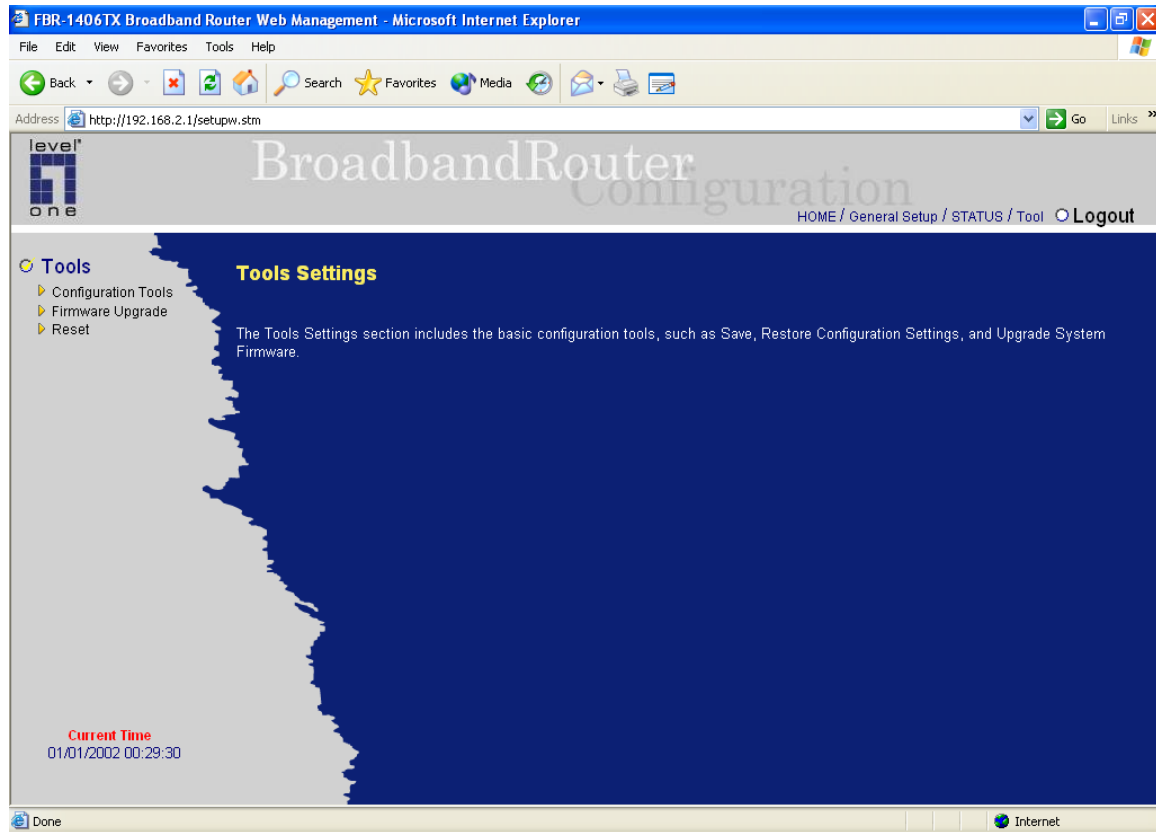 FBR-1406TX Broadband Router Web Management - Microsoft Internet Explorer
File Edit View Favorites Tools Help
Back Search Favorites Media
Address http://192.168.2.1/setupw.stm Go Links »
level one
BroadbandRouter
Configuration
HOME / General Setup / STATUS / Tool Logout
Tools
Configuration Tools
Firmware Upgrade
Reset
Tools Settings
The Tools Settings section includes the basic configuration tools, such as Save, Restore Configuration Settings, and Upgrade System
Firmware.
Current Time
01/01/2002 00:29:30
Done Internet